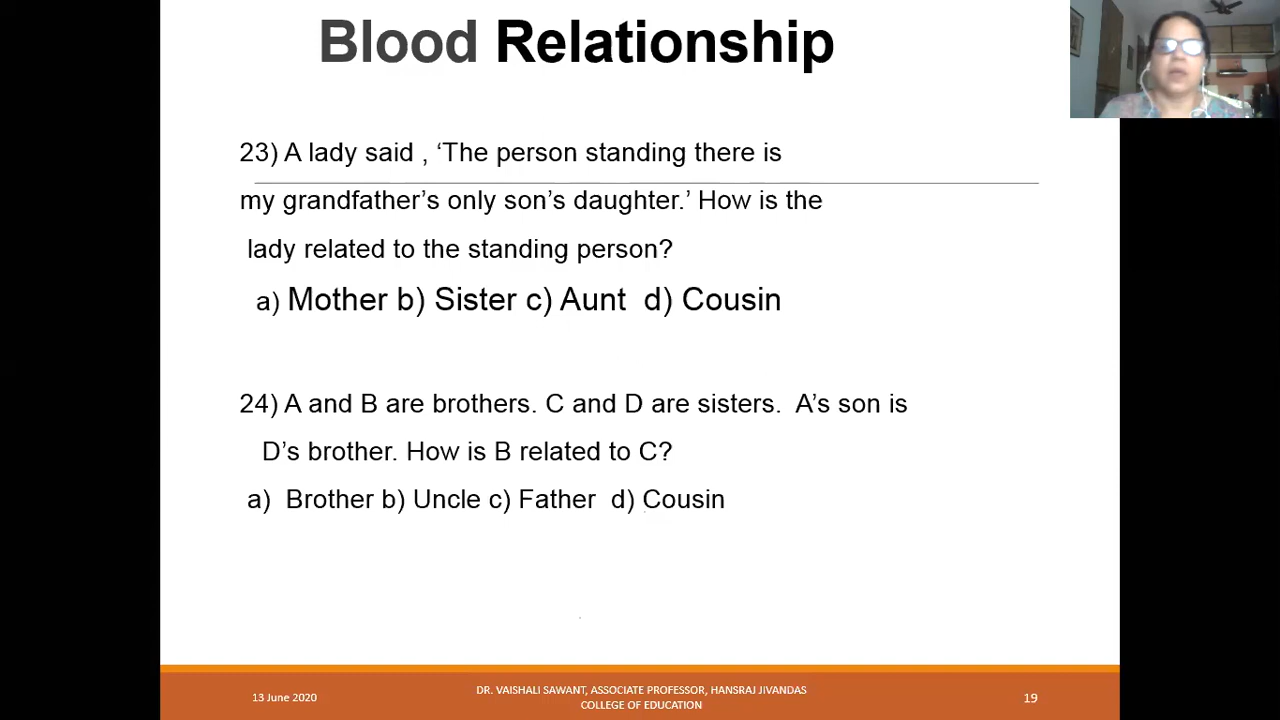 Blood Relationship
23) A lady said , ‘The person standing there is
my grandfather’s only son’s daughter.’ How is the
lady related to the standing person?
a) Mother b) Sister c) Aunt d) Cousin
24) A and B are brothers. C and D are sisters. A’s son is
D’s brother. How is B related to C?
a) Brother b) Uncle c) Father d) Cousin
13 June 2020
DR. VAISHALI SAWANT, ASSOCIATE PROFESSOR, HANSRAJ JIVANDAS
COLLEGE OF EDUCATION
19